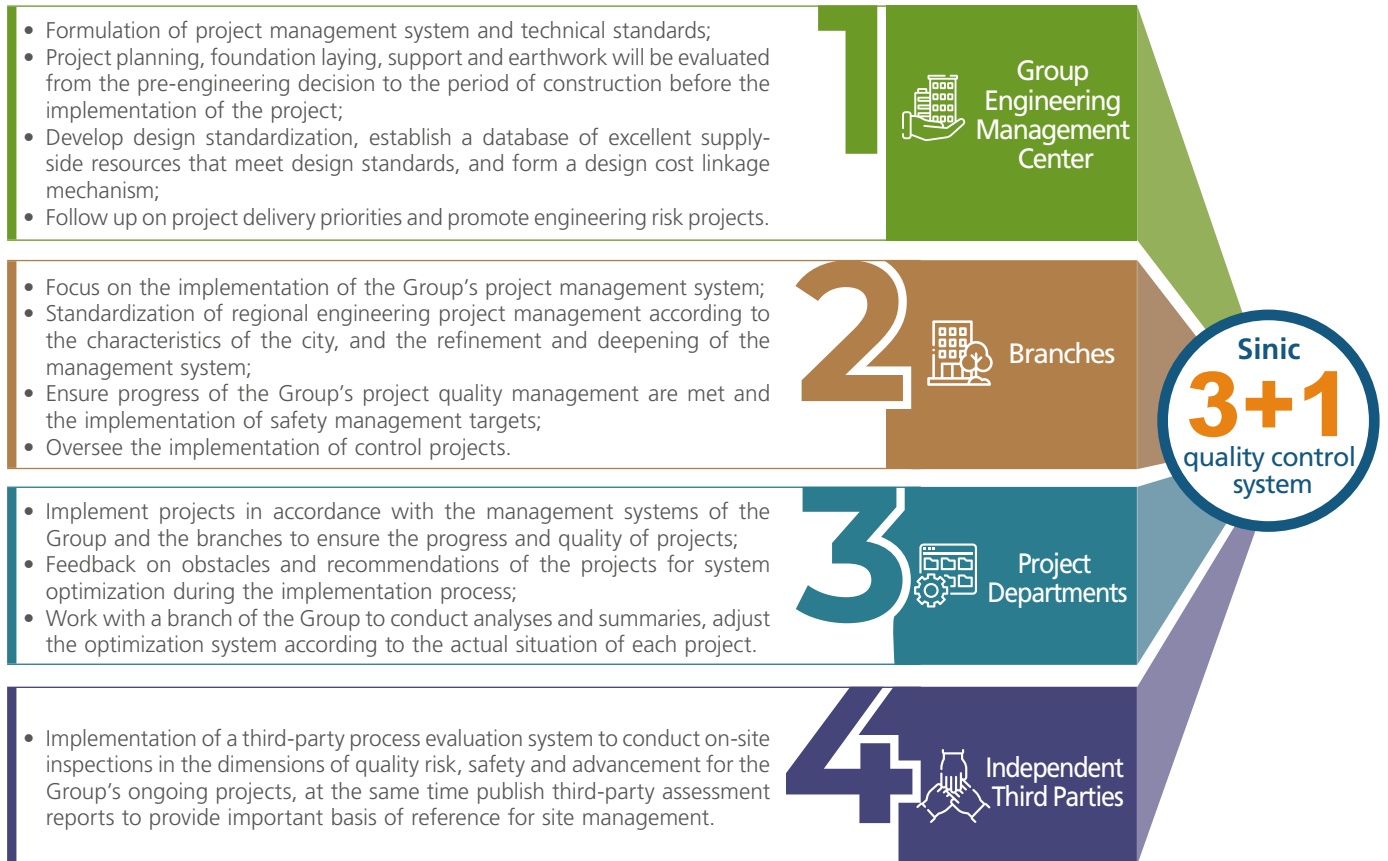 • Formulation of project management system and technical standards;
• Project planning, foundation laying, support and earthwork will be evaluated
from the pre-engineering decision to the period of construction before the
implementation of the project;
• Develop design standardization, establish a database of excellent supply-
side resources that meet design standards, and form a design cost linkage
mechanism;
• Follow up on project delivery priorities and promote engineering risk projects.
1
Group
Engineering
Management
Center
• Focus on the implementation of the Group's project management system;
• Standardization of regional engineering project management according to
the characteristics of the city, and the refinement and deepening of the
management system;
• Ensure progress of the Group's project quality management are met and
the implementation of safety management targets;
• Oversee the implementation of control projects.
2
Branches
• Implement projects in accordance with the management systems of the
Group and the branches to ensure the progress and quality of projects;
• Feedback on obstacles and recommendations of the projects for system
optimization during the implementation process;
• Work with a branch of the Group to conduct analyses and summaries, adjust
the optimization system according to the actual situation of each project.
3
Project
Departments
• Implementation of a third-party process evaluation system to conduct on-site
inspections in the dimensions of quality risk, safety and advancement for the
Group's ongoing projects, at the same time publish third-party assessment
reports to provide important basis of reference for site management.
4
Independent
Third Parties
Sinic
3+1
quality control
system